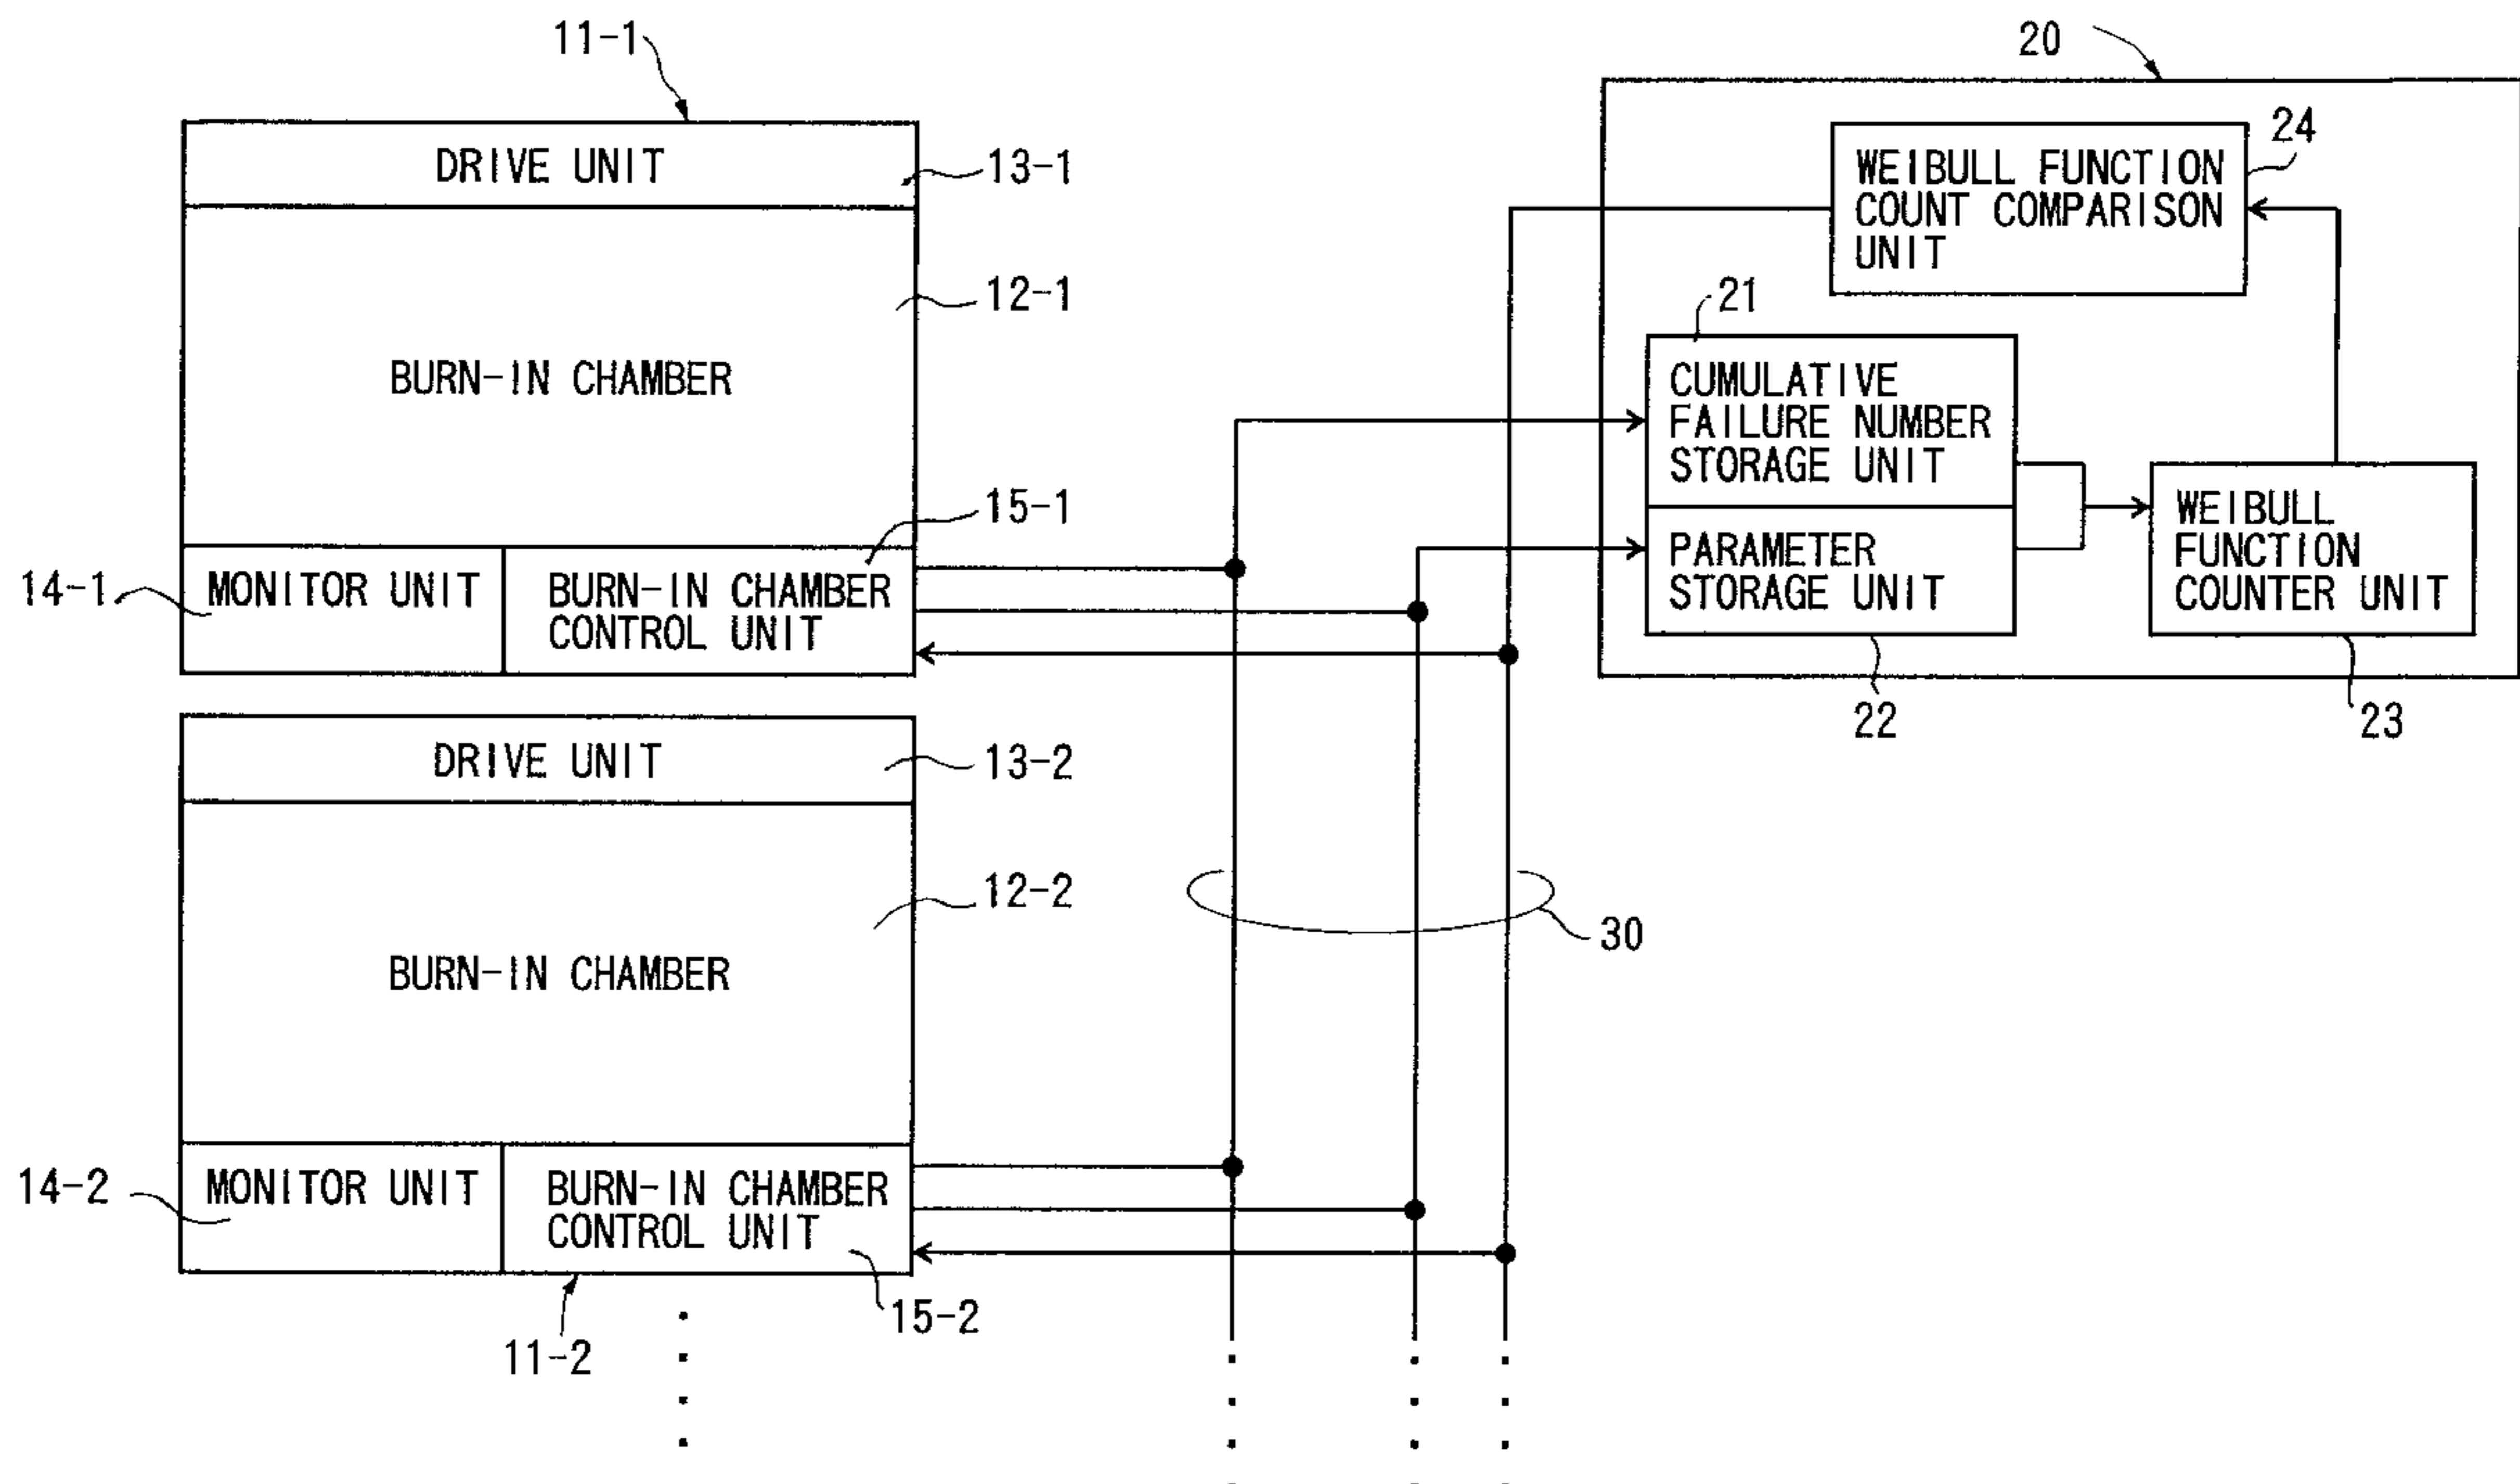 11-1
20
DRIVE UNIT
13-1
WEIBULL FUNCTION
COUNT COMPARISON
UNIT
24
12-1
BURN-IN CHAMBER
21
CUMULATIVE
FAILURE NUMBER
STORAGE UNIT
15-1
14-1
MONITOR UNIT
BURN-IN CHAMBER
CONTROL UNIT
PARAMETER
STORAGE UNIT
WEIBULL
FUNCTION
COUNTER UNIT
22
23
DRIVE UNIT
13-2
12-2
30
BURN-IN CHAMBER
14-2
MONITOR UNIT
BURN-IN CHAMBER
CONTROL UNIT
15-2
11-2